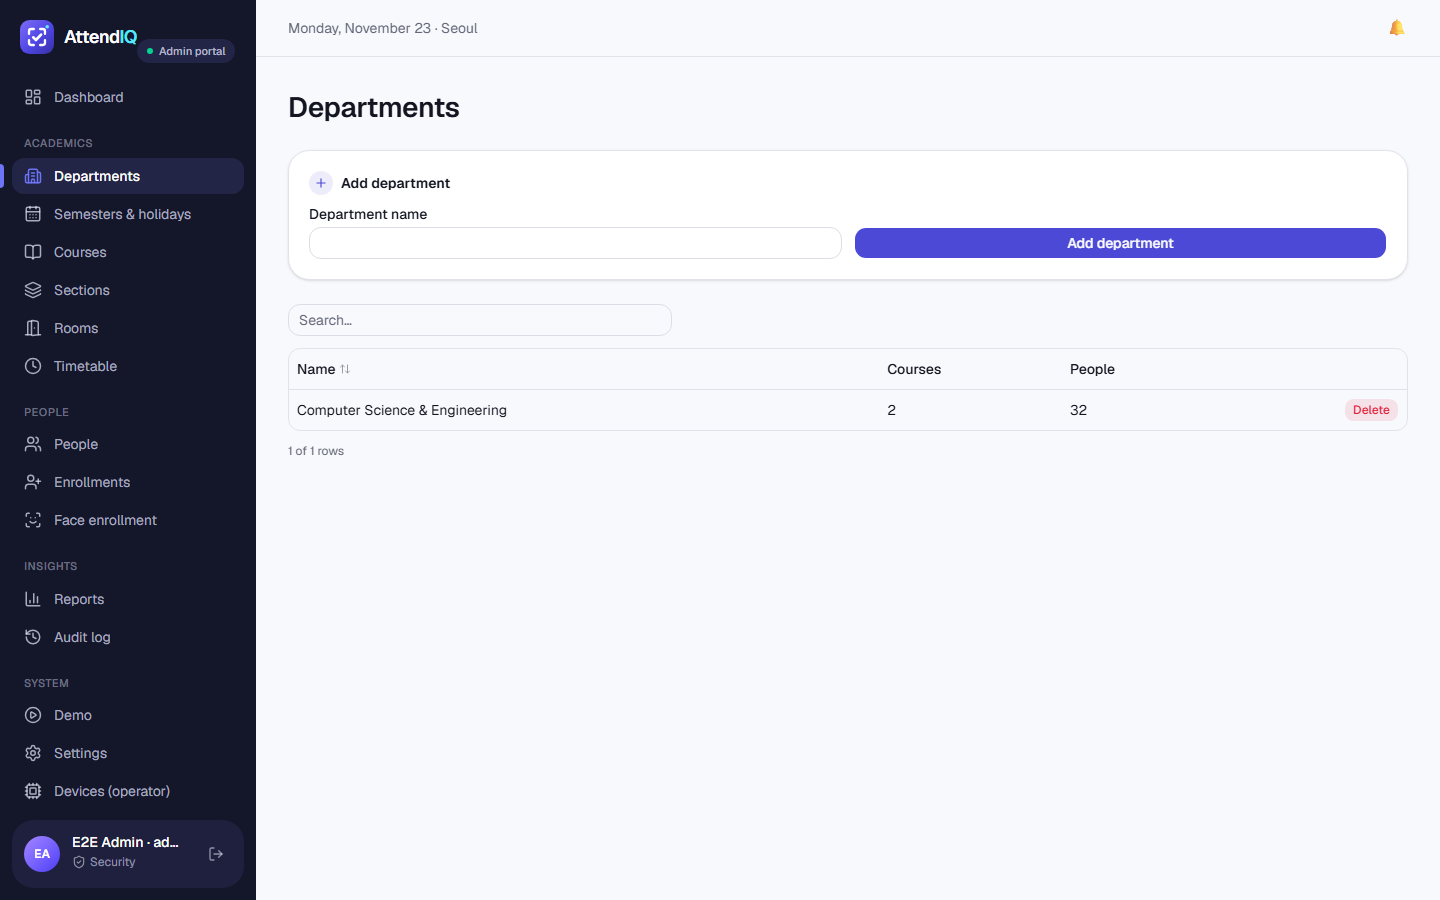 AttendIQ
Admin portal
Dashboard
ACADEMICS
Departments
Semesters & holidays
Courses
Sections
Rooms
Timetable
PEOPLE
People
Enrollments
Face enrollment
INSIGHTS
Reports
Audit log
SYSTEM
Demo
Settings
Devices (operator)
EA
E2E Admin · ad...
Security
Monday, November 23 · Seoul
Departments
Add department
Department name
Add department
Search...
Name Courses People
Computer Science & Engineering 2 32 Delete
1 of 1 rows